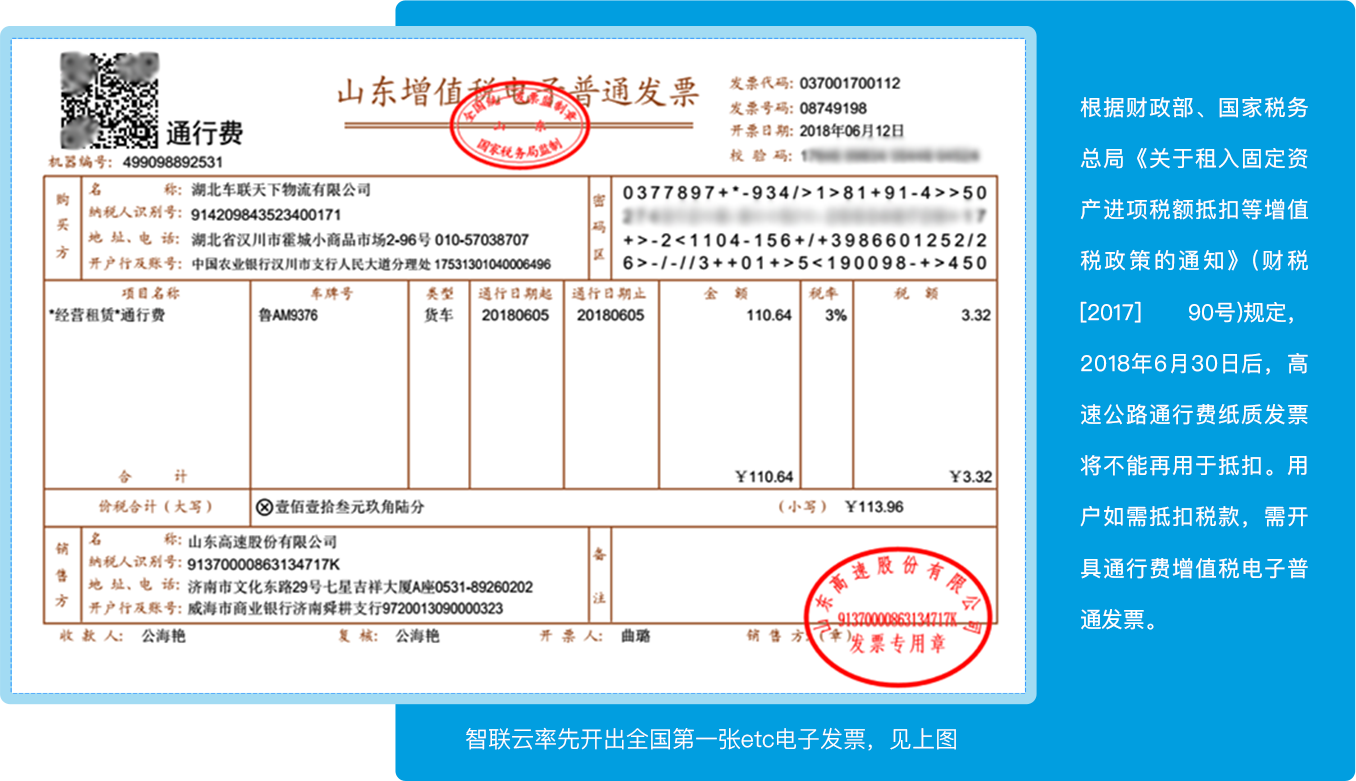 通行费
机器编号: 499098892531
山东增值税电子普通发票
国家税务局监制
发票代码: 037001700112
发票号码: 08749198
开票日期: 2018年06月12日
校 验 码:
购买方
名 称: 湖北车联天下物流有限公司
纳税人识别号: 914209843523400171
地 址、电 话: 湖北省汉川市霍城小商品市场2-96号 010-57038707
开户行及账号: 中国农业银行汉川市支行人民大道分理处 17531301040006496
密码区
0377897+*-934/>1>81+91-4>>50
+>-2<1104-156+/+3986601252/2
6>-/-//3++01+>5<190098-+>450
项目名称 车牌号 类型 通行日期起 通行日期止 金 额 税率 税 额
*经营租赁*通行费 鲁AM9376 货车 20180605 20180605 110.64 3% 3.32
合 计 ￥110.64 ￥3.32
价税合计（大写） ⊗壹佰壹拾叁元玖角陆分 （小写） ￥113.96
销售方
名 称: 山东高速股份有限公司
纳税人识别号: 91370000863134717K
地 址、电 话: 济南市文化东路29号七星吉祥大厦A座0531-89260202
开户行及账号: 威海市商业银行济南舜耕支行9720013090000323
备注
收 款 人: 公海艳 复 核: 公海艳 开 票 人: 曲璐 销 售 方:（章）
山东高速股份有限公司
91370000863134717K
发票专用章
根据财政部、国家税务
总局《关于租入固定资
产进项税额抵扣等增值
税政策的通知》(财税
[2017] 90号)规定，
2018年6月30日后，高
速公路通行费纸质发票
将不能再用于抵扣。用
户如需抵扣税款，需开
具通行费增值税电子普
通发票。
智联云率先开出全国第一张etc电子发票，见上图